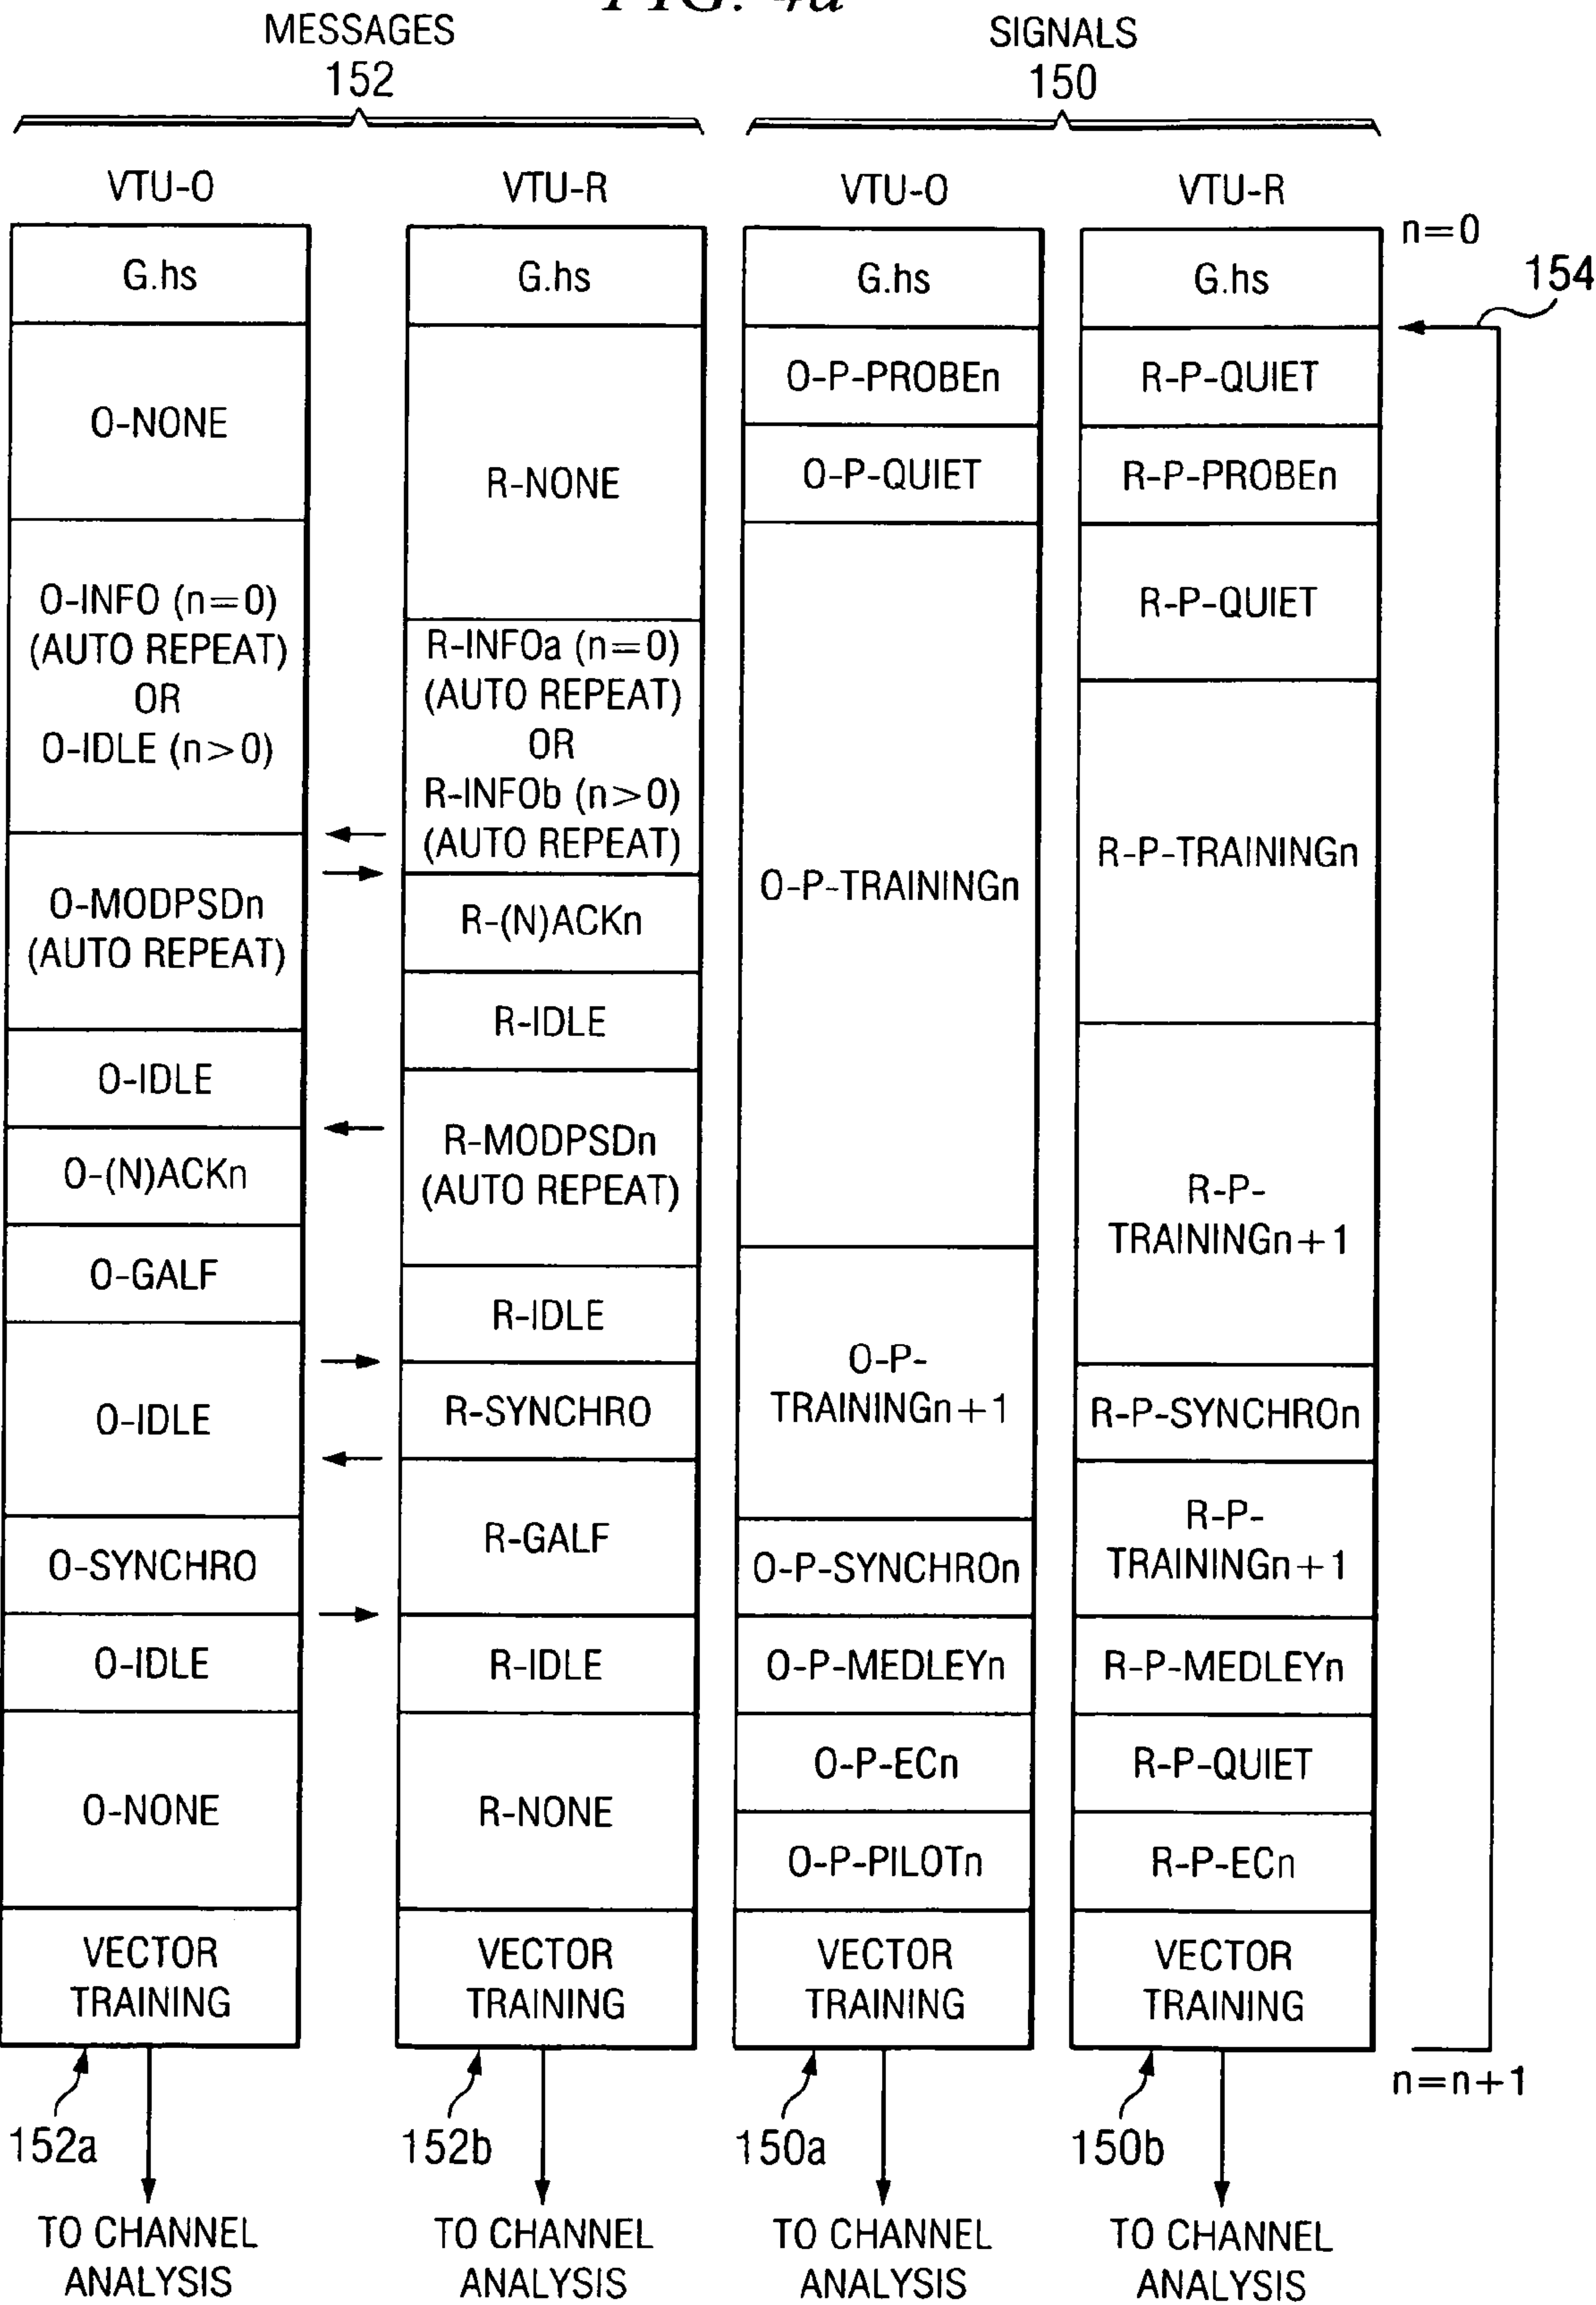 FIG. 4a
MESSAGES
152
SIGNALS
150
VTU-O
VTU-R
VTU-O
VTU-R
n=0
154
G.hs
O-NONE
O-INFO (n=0)
(AUTO REPEAT)
OR
O-IDLE (n>0)
O-MODPSDn
(AUTO REPEAT)
O-IDLE
O-(N)ACKn
O-GALF
O-IDLE
O-SYNCHRO
O-IDLE
O-NONE
VECTOR
TRAINING
152a
TO CHANNEL
ANALYSIS
G.hs
R-NONE
R-INFOa (n=0)
(AUTO REPEAT)
OR
R-INFOb (n>0)
(AUTO REPEAT)
R-(N)ACKn
R-IDLE
R-MODPSDn
(AUTO REPEAT)
R-IDLE
R-SYNCHRO
R-GALF
R-IDLE
R-NONE
VECTOR
TRAINING
152b
TO CHANNEL
ANALYSIS
G.hs
O-P-PROBEn
O-P-QUIET
O-P-TRAININGn
O-P-
TRAININGn+1
O-P-SYNCHROn
O-P-MEDLEYn
O-P-ECn
O-P-PILOTn
VECTOR
TRAINING
150a
TO CHANNEL
ANALYSIS
G.hs
R-P-QUIET
R-P-PROBEn
R-P-QUIET
R-P-TRAININGn
R-P-
TRAININGn+1
R-P-SYNCHROn
R-P-
TRAININGn+1
R-P-MEDLEYn
R-P-QUIET
R-P-ECn
VECTOR
TRAINING
150b
TO CHANNEL
ANALYSIS
n=n+1